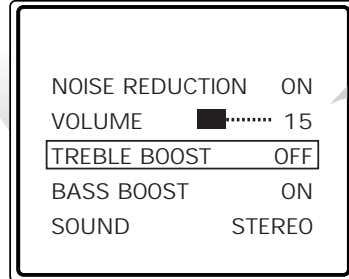 NOISE REDUCTION ON
VOLUME 15
TREBLE BOOST OFF
BASS BOOST ON
SOUND STEREO